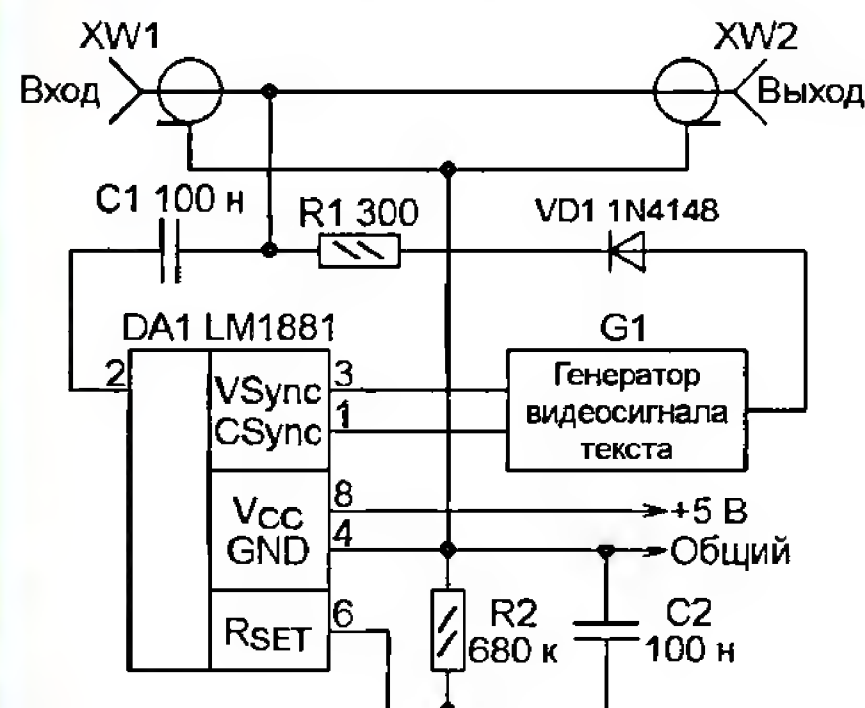 XW1
XW2
Вход
Выход
C1 100 н
R1 300
VD1 1N4148
DA1 LM1881
G1
2
VSync
3
CSync
1
Генератор
видеосигнала
текста
VCC
8
+5 В
GND
4
Общий
RSET
6
R2
680 к
C2
100 н